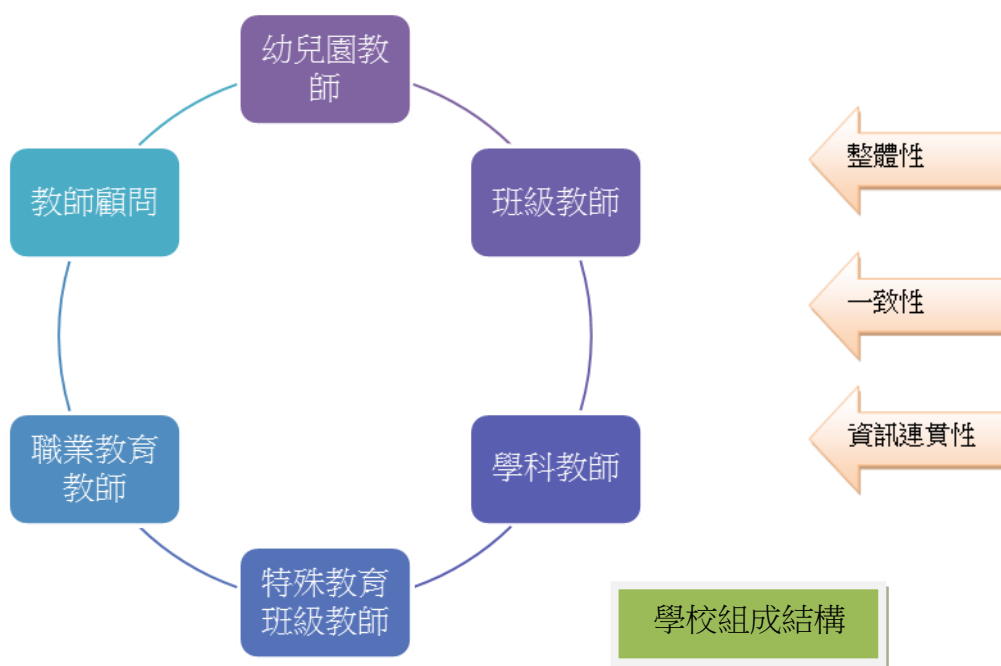 幼兒園教
師
班級教師
學科教師
特殊教育
班級教師
職業教育
教師
教師顧問
整體性
一致性
資訊連貫性
學校組成結構